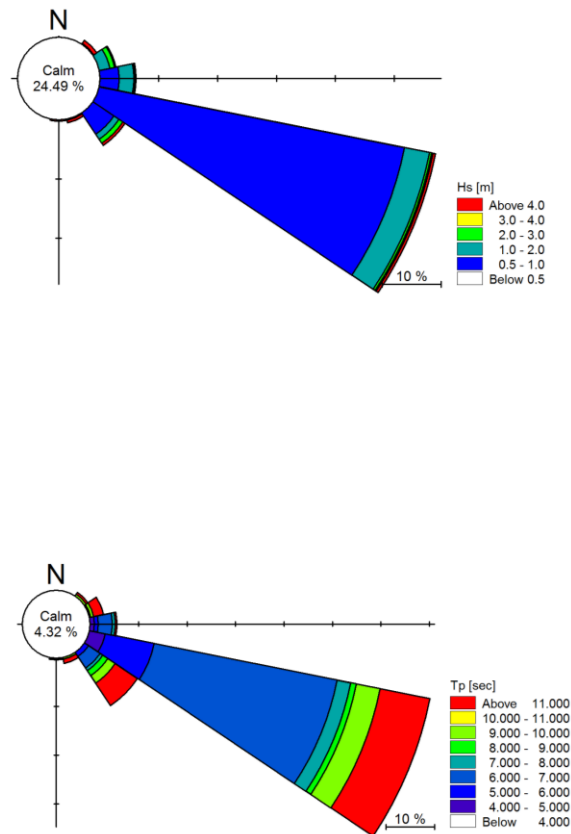 N
Calm
24.49 %
10 %
Hs [m]
Above 4.0
3.0 - 4.0
2.0 - 3.0
1.0 - 2.0
0.5 - 1.0
Below 0.5
N
Calm
4.32 %
10 %
Tp [sec]
Above 11.000
10.000 - 11.000
9.000 - 10.000
8.000 - 9.000
7.000 - 8.000
6.000 - 7.000
5.000 - 6.000
4.000 - 5.000
Below 4.000